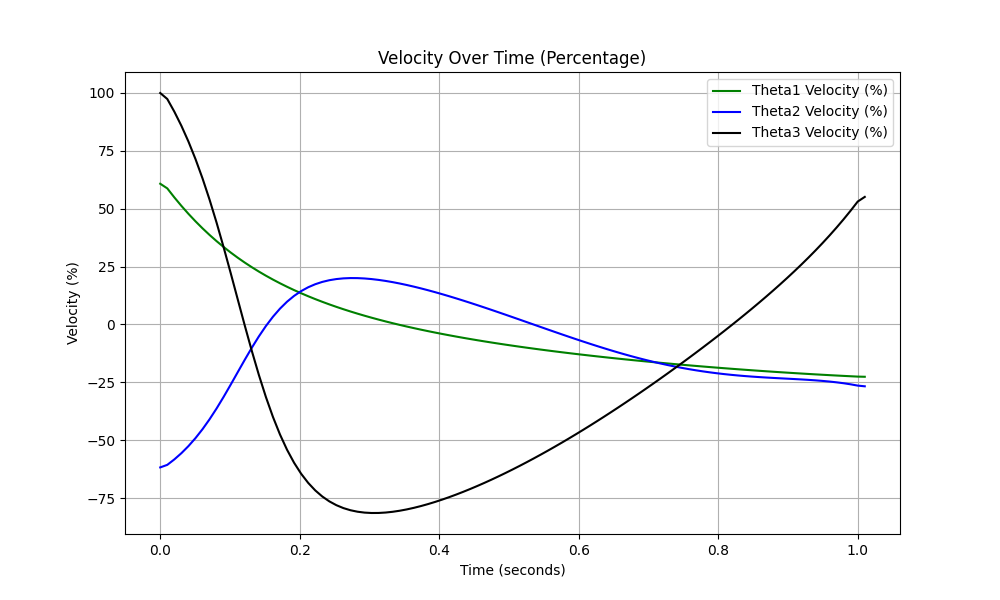 Velocity Over Time (Percentage)
Theta1 Velocity (%)
Theta2 Velocity (%)
Theta3 Velocity (%)
Velocity (%)
100
75
50
25
0
−25
−50
−75
0.0 0.2 0.4 0.6 0.8 1.0
Time (seconds)